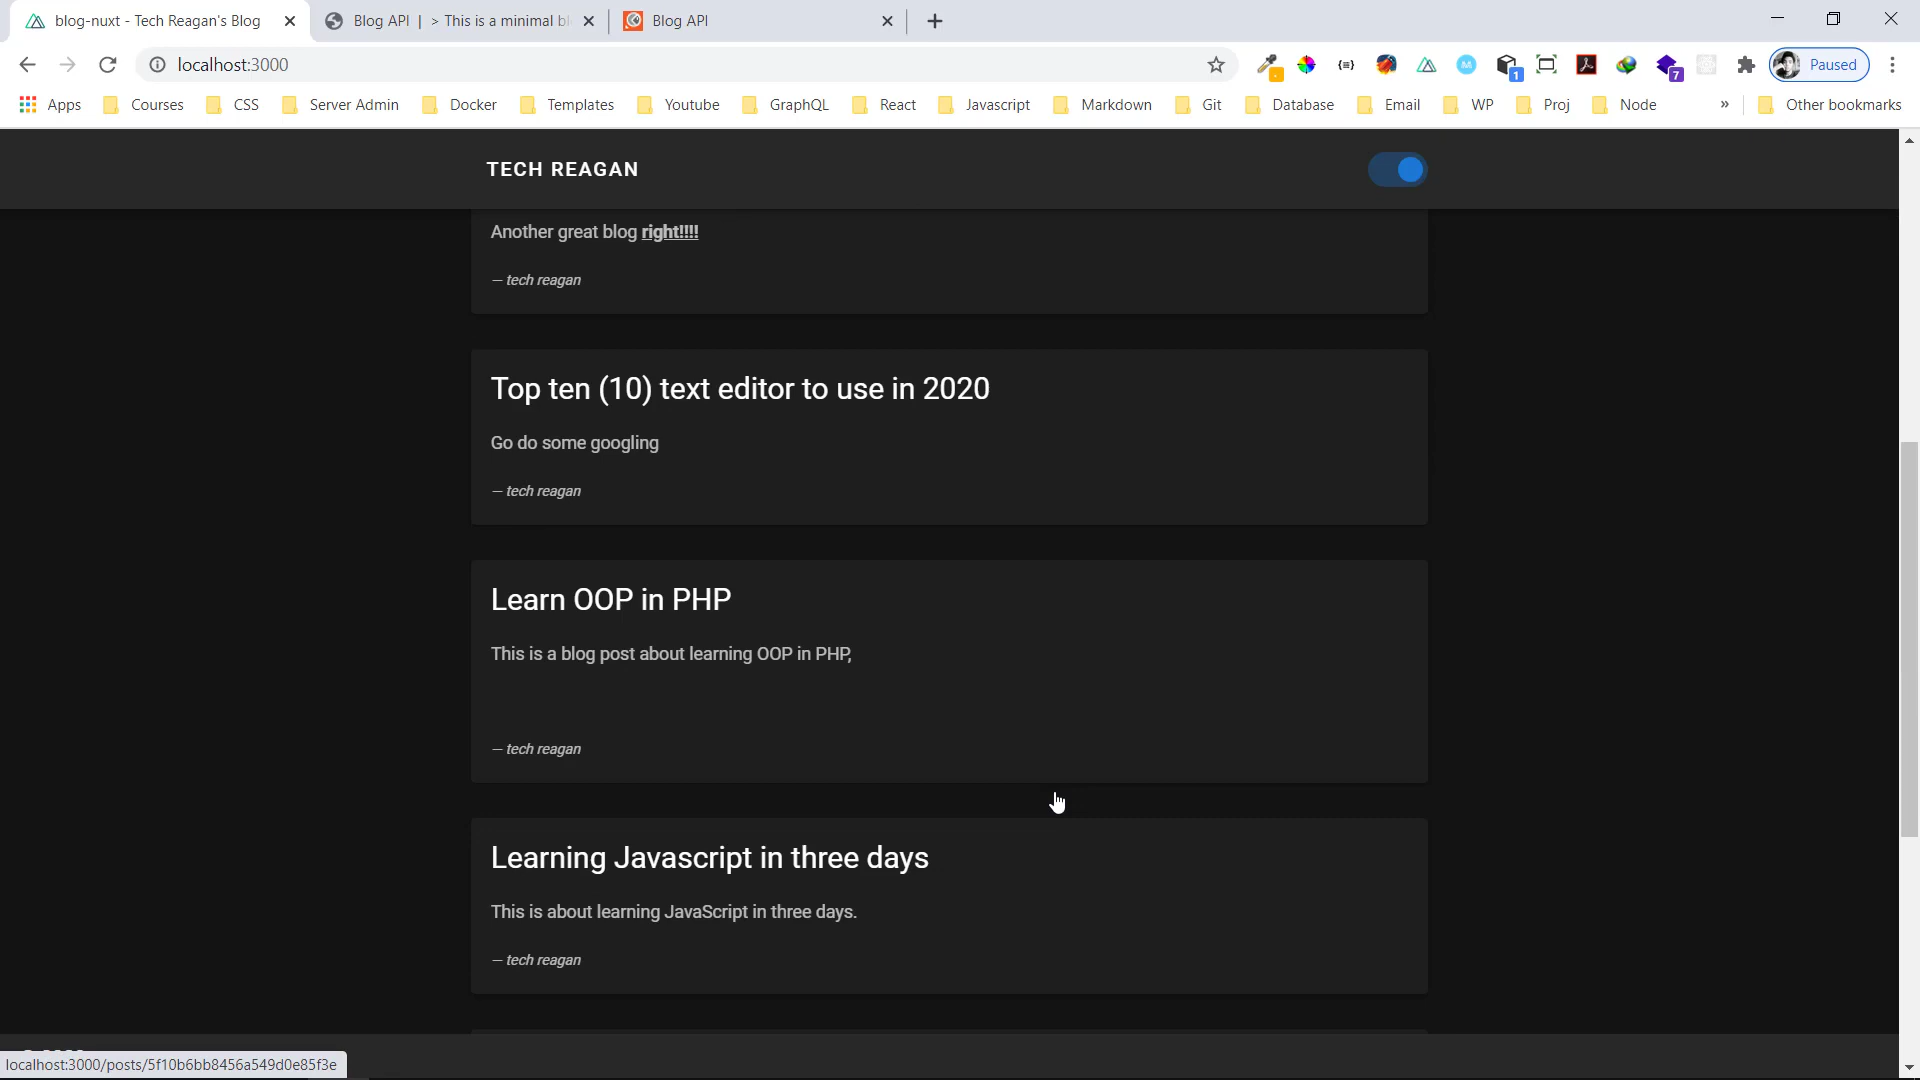 blog-nuxt - Tech Reagan's Blog
Blog API | > This is a minimal bl
Blog API
localhost:3000
Paused
Apps
Courses
CSS
Server Admin
Docker
Templates
Youtube
GraphQL
React
Javascript
Markdown
Git
Database
Email
WP
Proj
Node
»
Other bookmarks
1
7
TECH REAGAN
Another great blog right!!!!
— tech reagan
Top ten (10) text editor to use in 2020
Go do some googling
— tech reagan
Learn OOP in PHP
This is a blog post about learning OOP in PHP,
— tech reagan
Learning Javascript in three days
This is about learning JavaScript in three days.
— tech reagan
localhost:3000/posts/5f10b6bb8456a549d0e85f3e